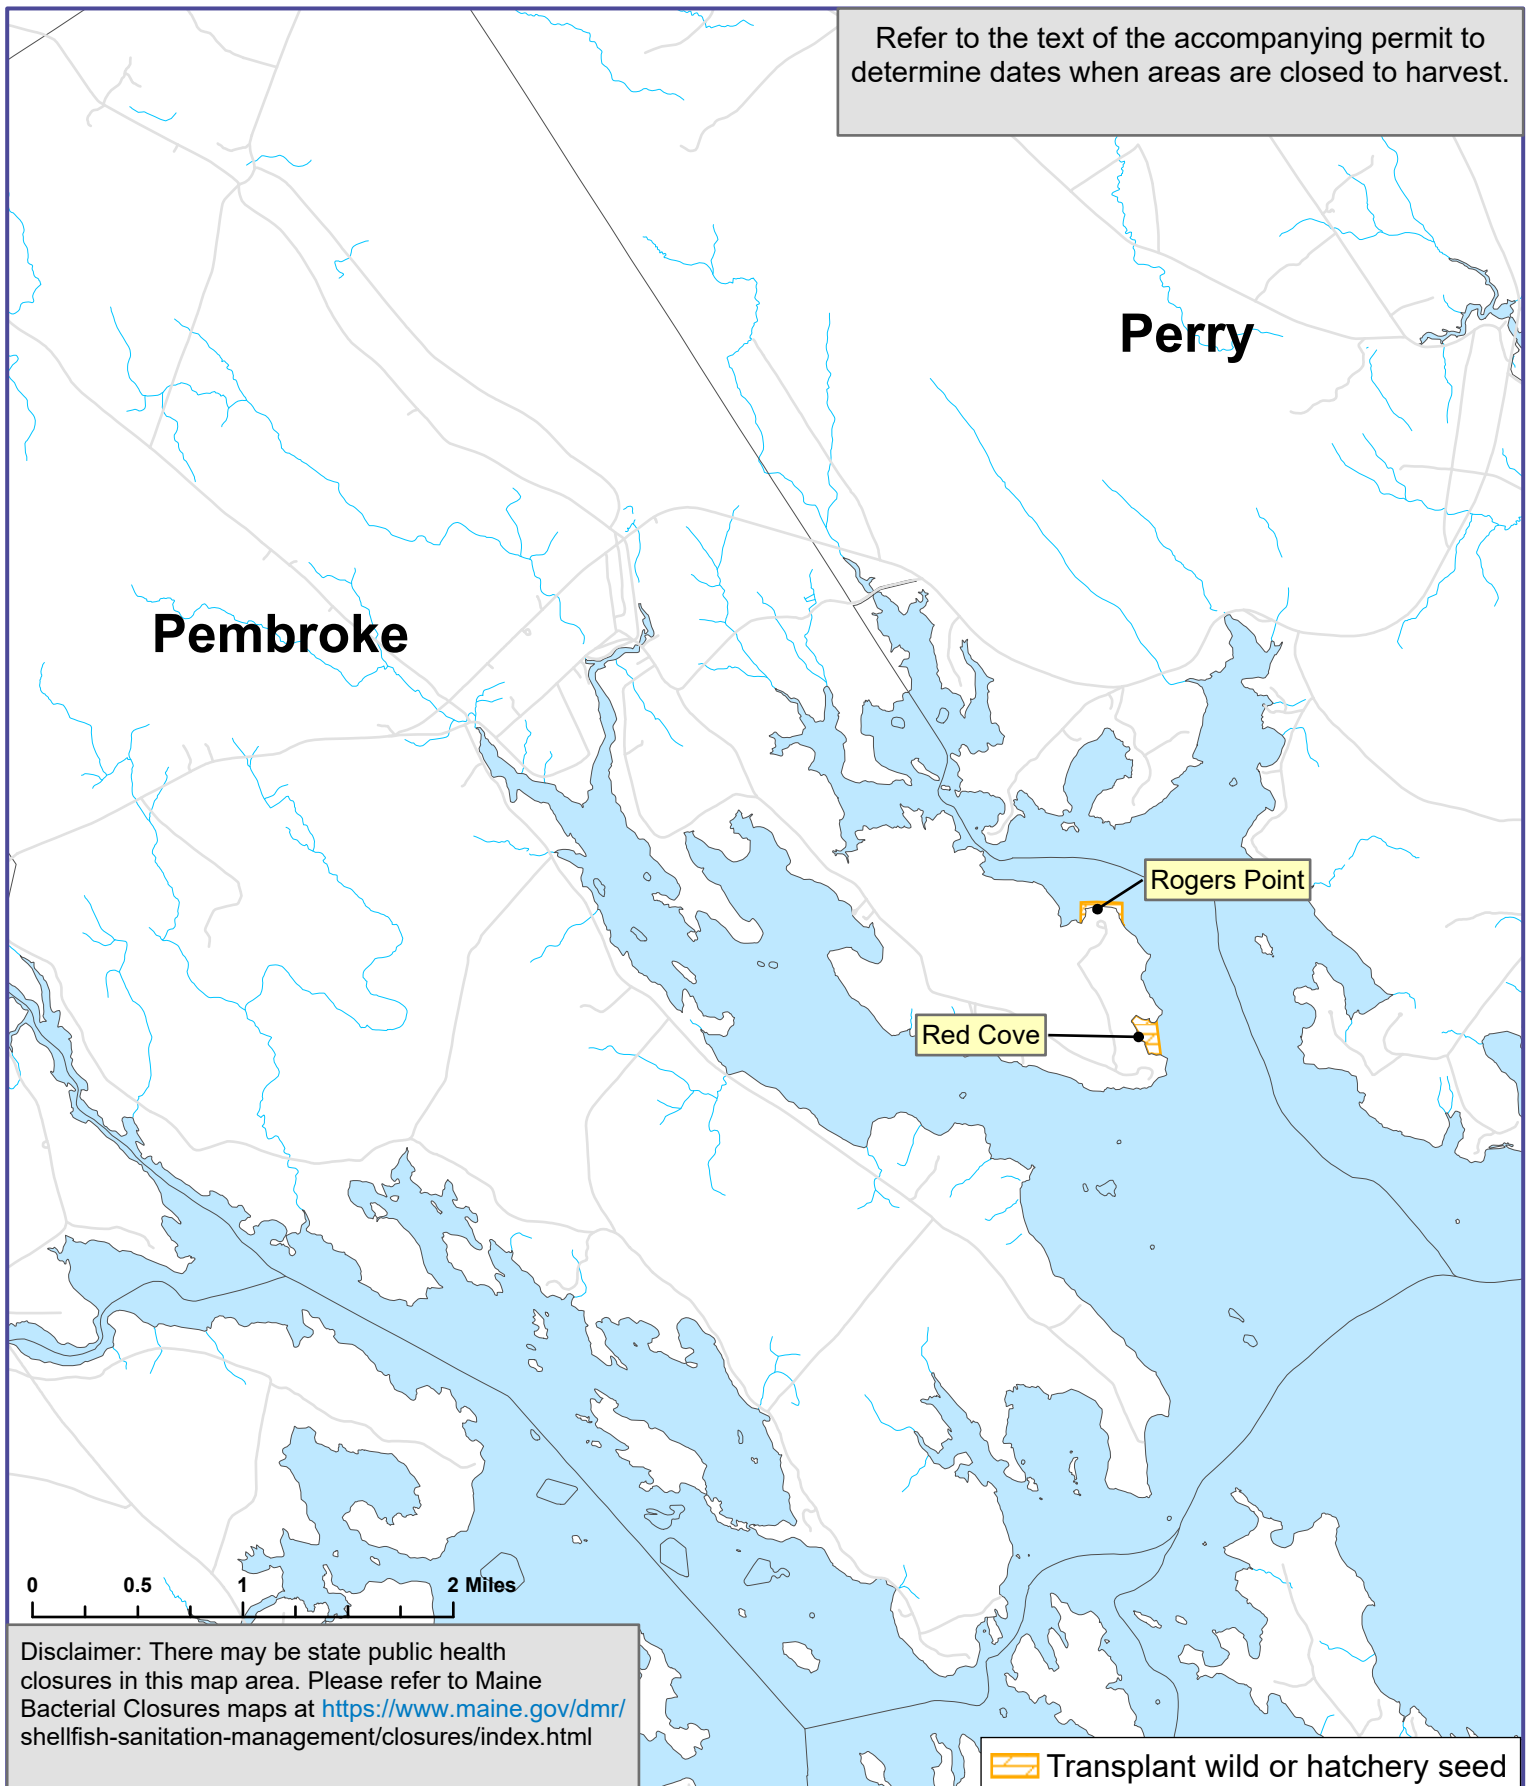 Refer to the text of the accompanying permit to
determine dates when areas are closed to harvest.
Perry
Pembroke
Rogers Point
Red Cove
0 0.5 1 2 Miles
Disclaimer: There may be state public health
closures in this map area. Please refer to Maine
Bacterial Closures maps at https://www.maine.gov/dmr/
shellfish-sanitation-management/closures/index.html
Transplant wild or hatchery seed